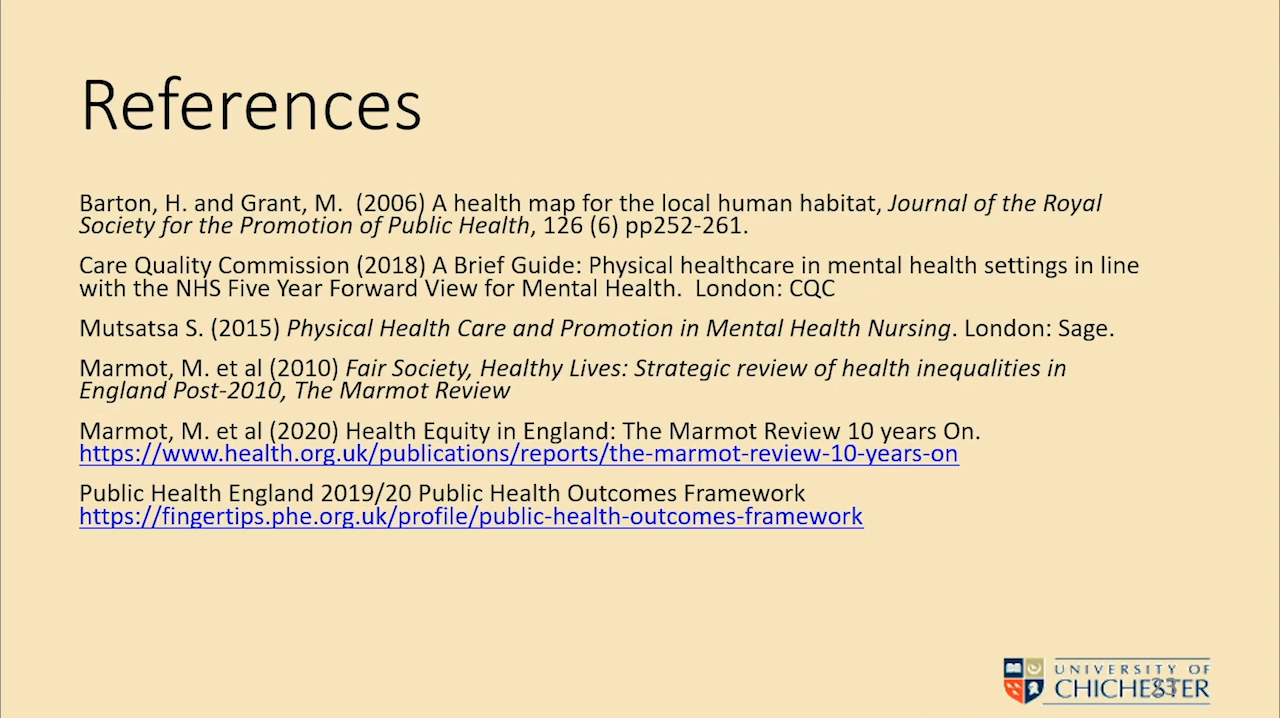 References
Barton, H. and Grant, M.  (2006) A health map for the local human habitat, Journal of the Royal
Society for the Promotion of Public Health, 126 (6) pp252-261.
Care Quality Commission (2018) A Brief Guide: Physical healthcare in mental health settings in line
with the NHS Five Year Forward View for Mental Health.  London: CQC
Mutsatsa S. (2015) Physical Health Care and Promotion in Mental Health Nursing. London: Sage.
Marmot, M. et al (2010) Fair Society, Healthy Lives: Strategic review of health inequalities in
England Post-2010, The Marmot Review
Marmot, M. et al (2020) Health Equity in England: The Marmot Review 10 years On.
https://www.health.org.uk/publications/reports/the-marmot-review-10-years-on
Public Health England 2019/20 Public Health Outcomes Framework
https://fingertips.phe.org.uk/profile/public-health-outcomes-framework
UNIVERSITY OF
CHICHESTER
23